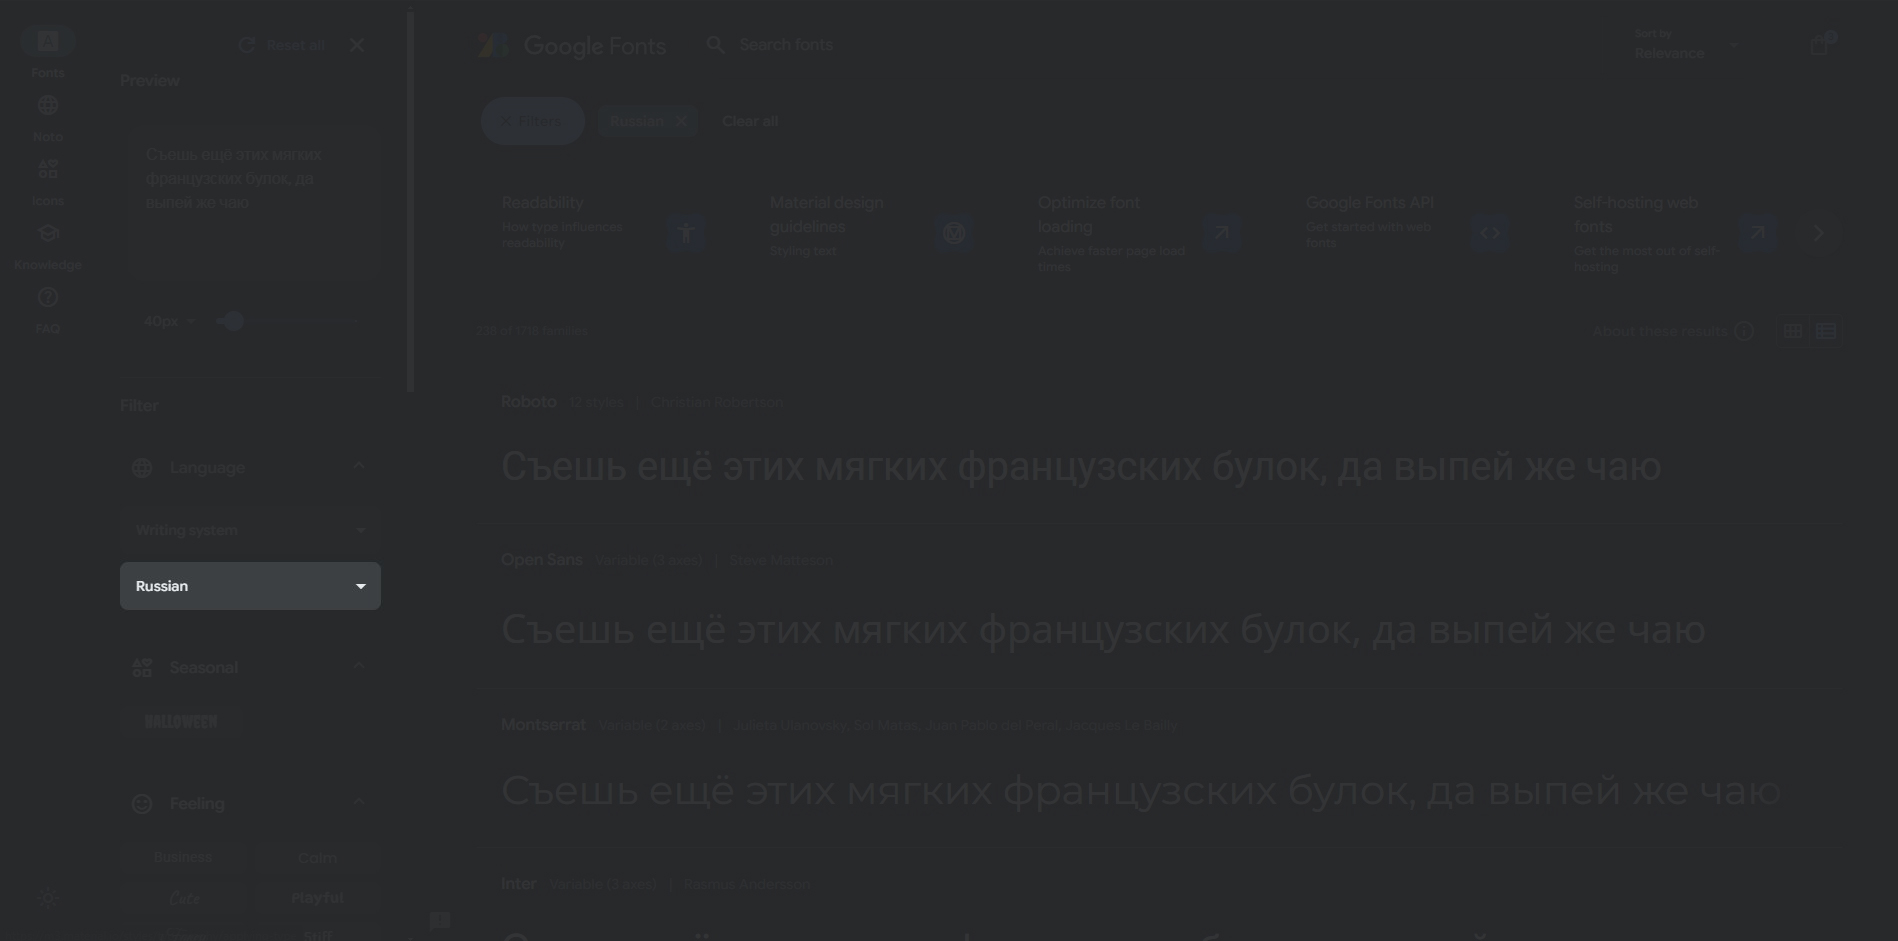 Fonts
Noto
Icons
Knowledge
FAQ
Reset all
Preview
Съешь ещё этих мягких
французских булок, да
выпей же чаю
40px
Filter
Language
Writing system
Russian
Seasonal
HALLOWEEN
Feeling
Business
Calm
Cute
Playful
Google Fonts
Search fonts
Sort by
Relevance
Filters
Russian
Clear all
Readability
How type influences
readability
Material design
guidelines
Styling text
Optimize font
loading
Achieve faster page load
times
Google Fonts API
Get started with web
fonts
Self-hosting web
fonts
Get the most out of self-
hosting
About these results
Roboto 12 styles | Christian Robertson
Съешь ещё этих мягких французских булок, да выпей же чаю
Open Sans Variable (3 axes) | Steve Matteson
Съешь ещё этих мягких французских булок, да выпей же чаю
Montserrat Variable (2 axes) | Julieta Ulanovsky, Sol Matas, Juan Pablo del Peral, Jacques Le Bailly
Съешь ещё этих мягких французских булок, да выпей же чаю
Inter Variable (2 axes) | Rasmus Andersson